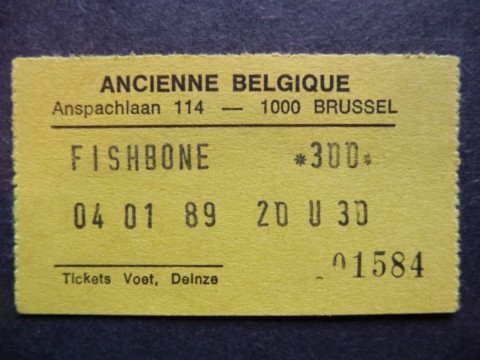 ANCIENNE BELGIQUE
Anspachlaan 114 — 1000 BRUSSEL
FISHBONE *300*
04 01 89 20 U 30
Tickets Voet, Deinze 01584